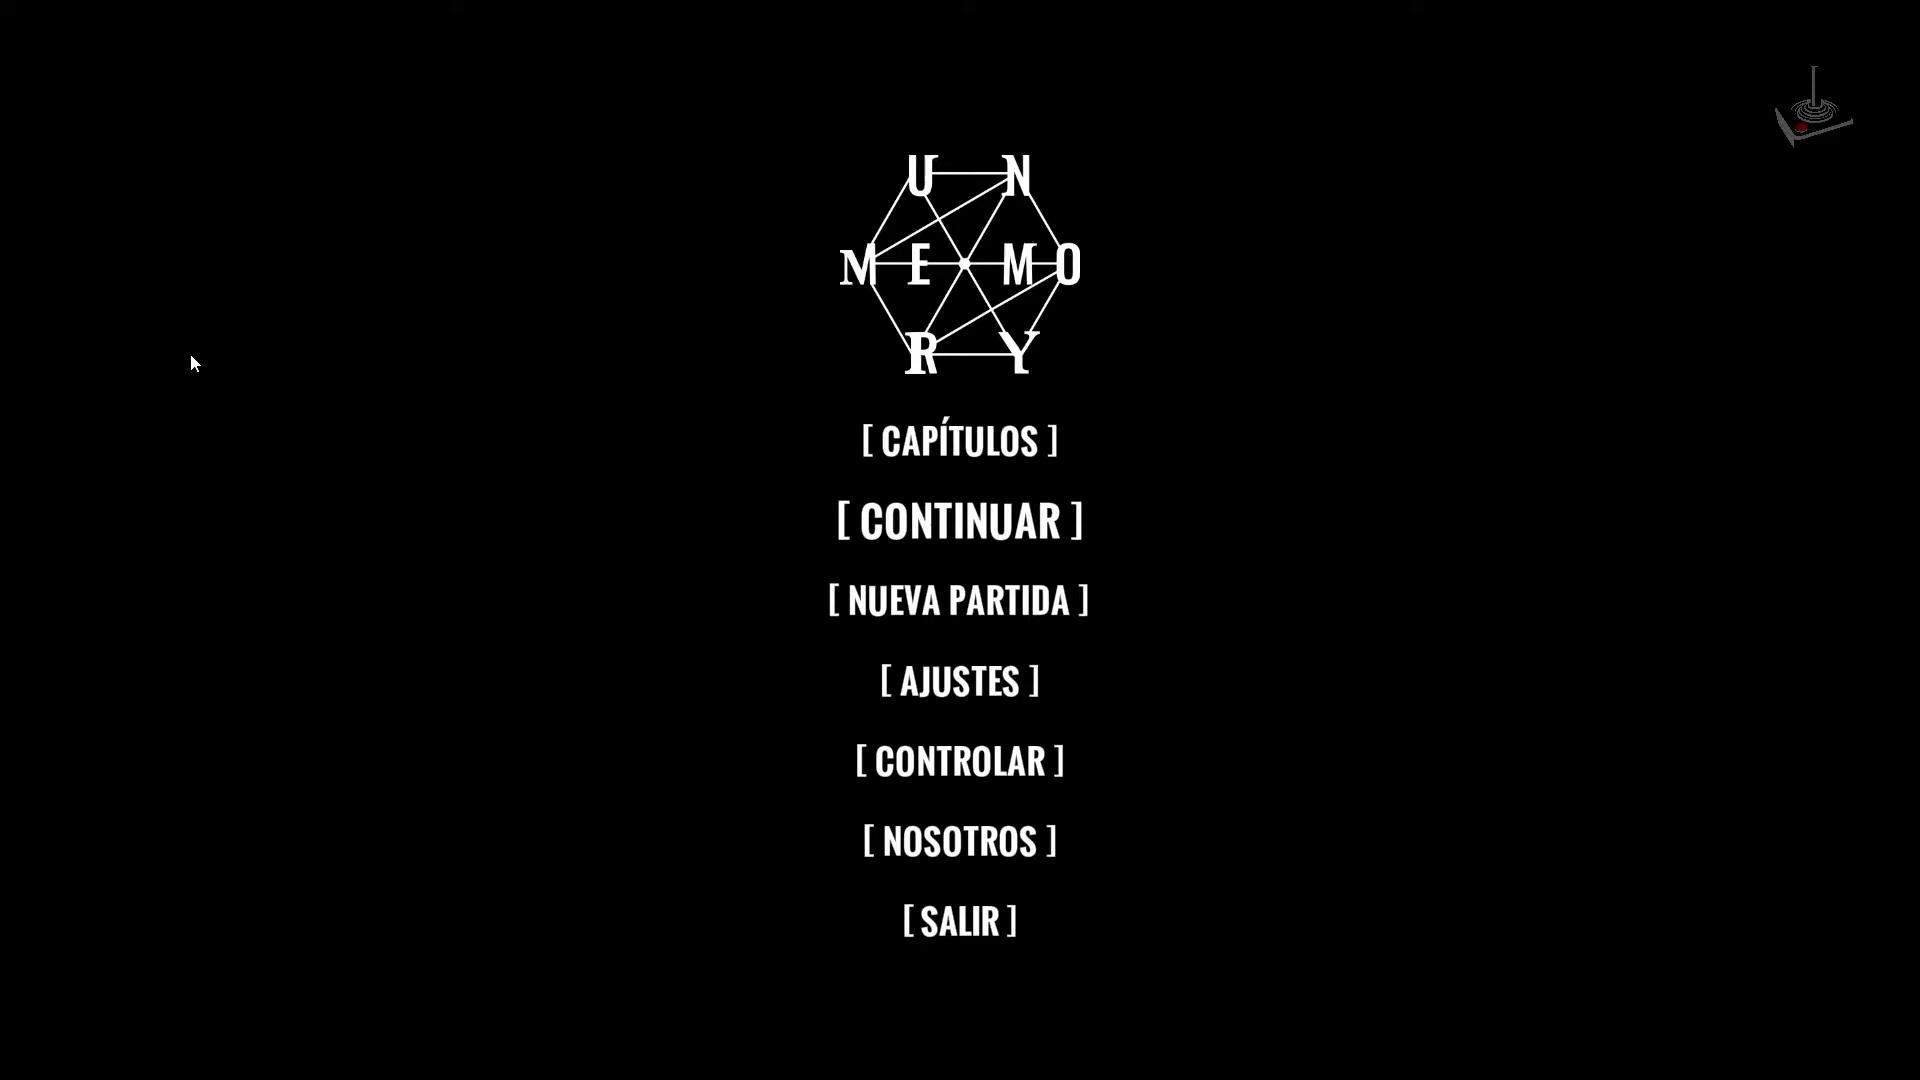 U N
M E M O
R Y
[ CAPÍTULOS ]
[ CONTINUAR ]
[ NUEVA PARTIDA ]
[ AJUSTES ]
[ CONTROLAR ]
[ NOSOTROS ]
[ SALIR ]